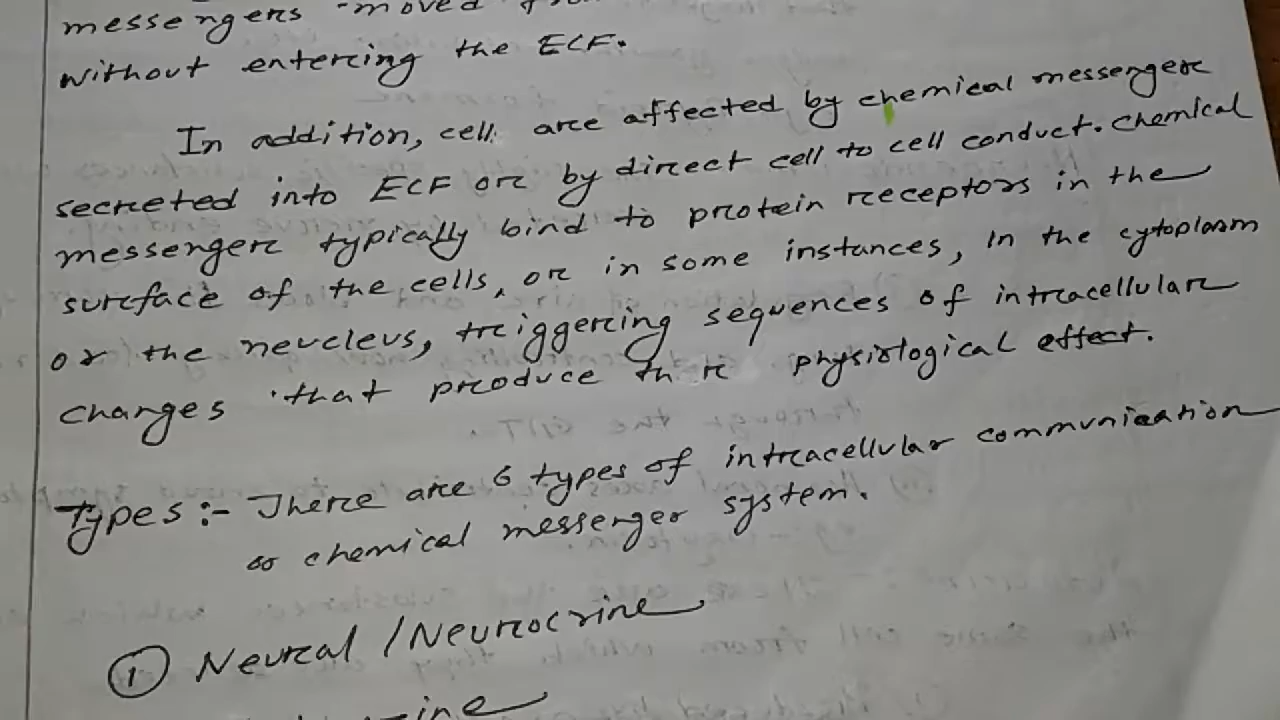 messengers moved
without entering the ECF.
In addition, cell are affected by chemical messenger
secreted into ECF or by direct cell to cell conduct. chemical
messenger typically bind to protein receptors in the
surface of the cells, or in some instances, in the cytoplasm
or the neucleus, triggering sequences of intracellular
changes that produce physiological effect.
Types :- There are 6 types of intracellular communication
or chemical messenger system.
① Neural / Neurocrine